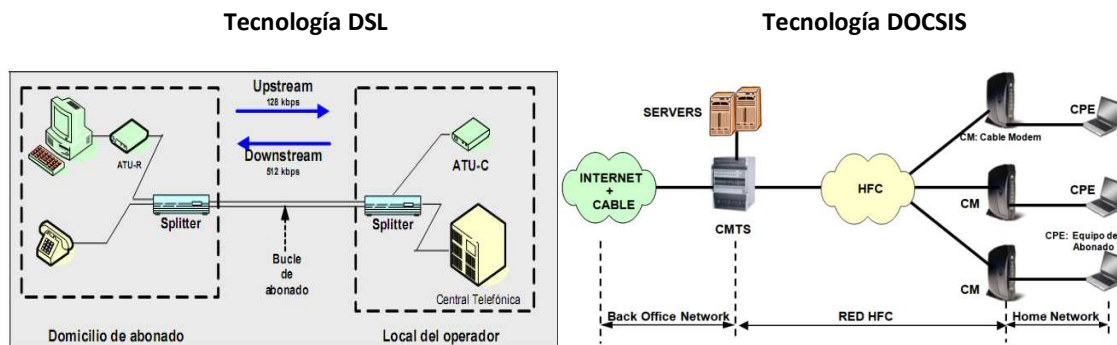 Tecnología DSL
Upstream
128 kbps
Downstream
512 kbps
ATU-R
ATU-C
Splitter
Splitter
Bucle
de
abonado
Central Telefónica
Domicilio de abonado
Local del operador
Tecnología DOCSIS
SERVERS
CPE
CM: Cable Modem
INTERNET
+
CABLE
HFC
CMTS
CM
CPE
CPE: Equipo de
Abonado
CM
Back Office Network
RED HFC
Home Network